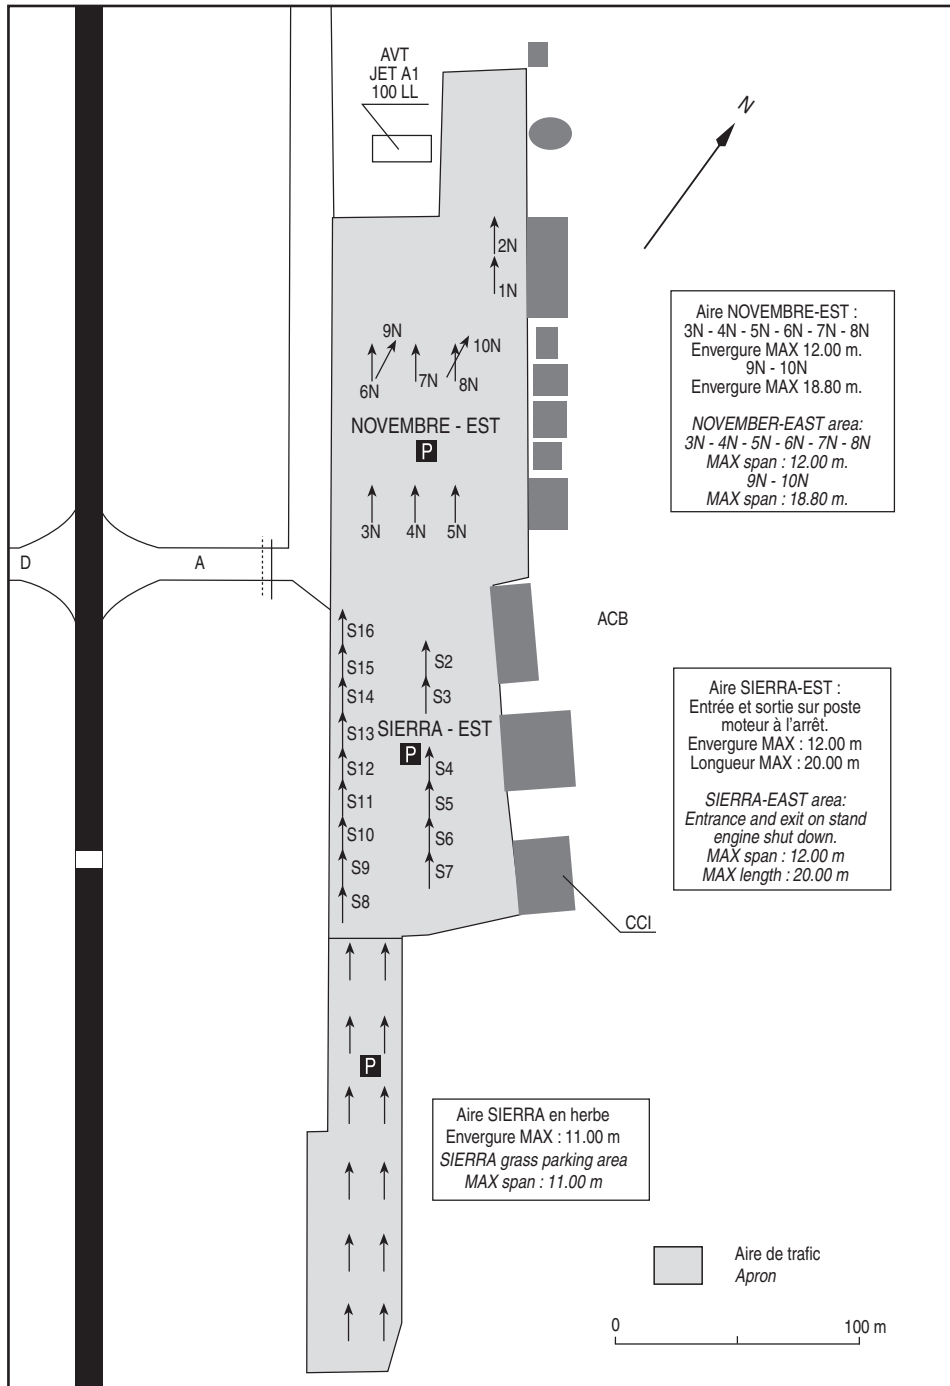 AVT
JET A1
100 LL
N
2N
1N
9N
10N
6N
7N
8N
NOVEMBRE - EST
P
3N
4N
5N
D
A
S16
S15
S14
S13
S12
S11
S10
S9
S8
S2
S3
SIERRA - EST
P
S4
S5
S6
S7
ACB
CCI
P
Aire NOVEMBRE-EST :
3N - 4N - 5N - 6N - 7N - 8N
Envergure MAX 12.00 m.
9N - 10N
Envergure MAX 18.80 m.
NOVEMBER-EAST area:
3N - 4N - 5N - 6N - 7N - 8N
MAX span : 12.00 m.
9N - 10N
MAX span : 18.80 m.
Aire SIERRA-EST :
Entrée et sortie sur poste
moteur à l’arrêt.
Envergure MAX : 12.00 m
Longueur MAX : 20.00 m
SIERRA-EAST area:
Entrance and exit on stand
engine shut down.
MAX span : 12.00 m
MAX length : 20.00 m
Aire SIERRA en herbe
Envergure MAX : 11.00 m
SIERRA grass parking area
MAX span : 11.00 m
Aire de trafic
Apron
0
100 m